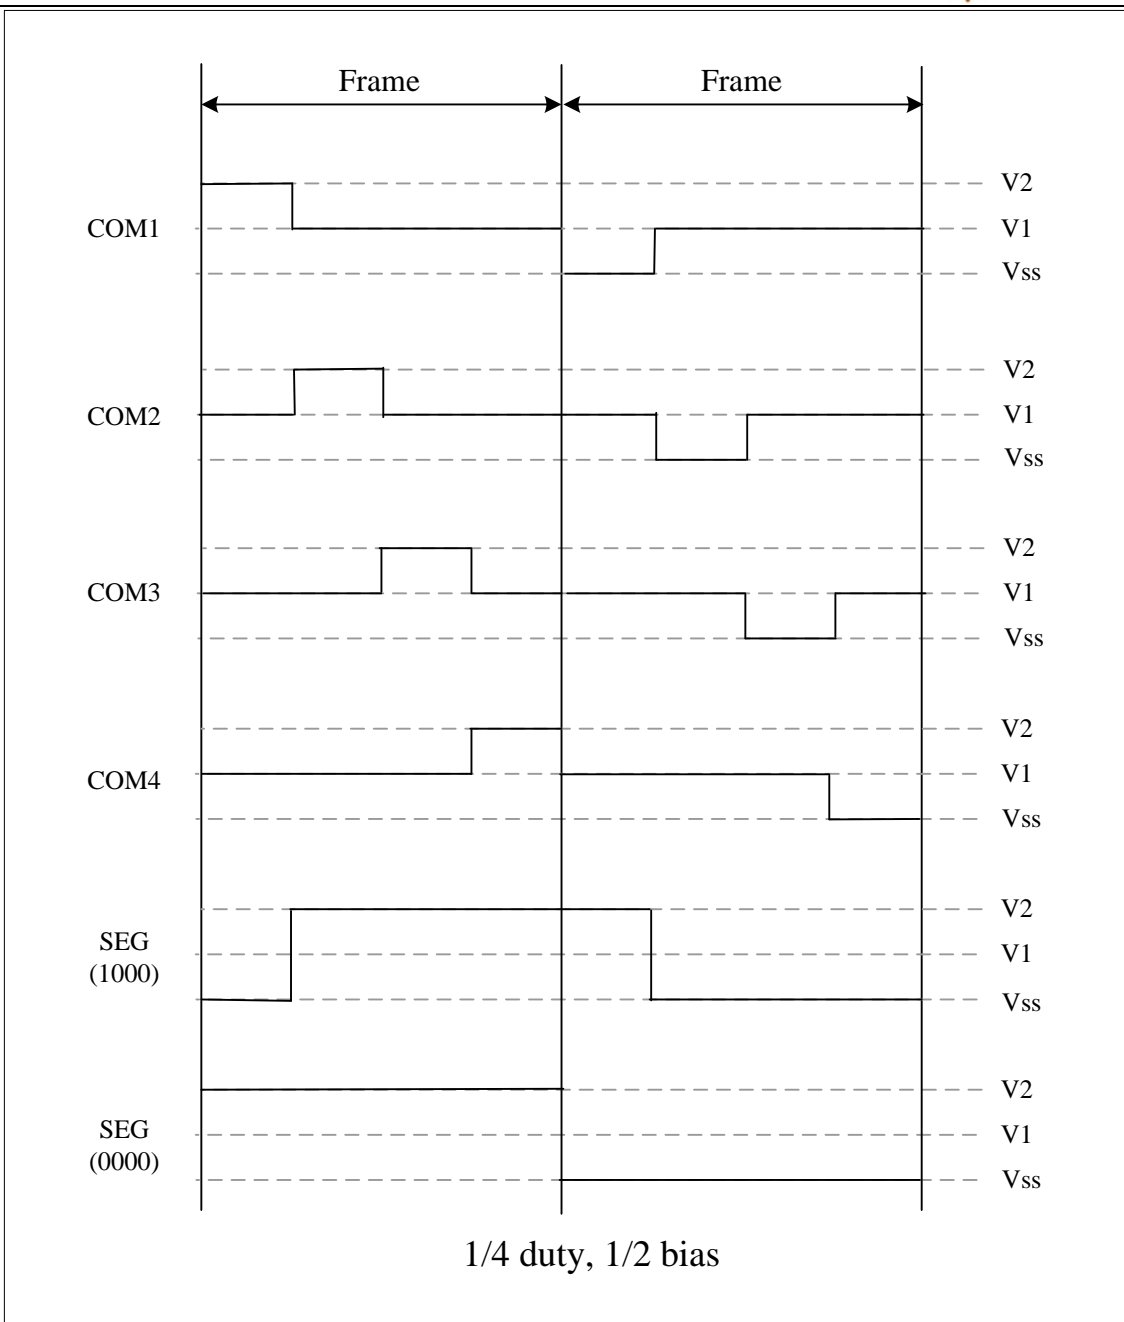 Frame Frame
V2
COM1 V1
Vss
V2
COM2 V1
Vss
V2
COM3 V1
Vss
V2
COM4 V1
Vss
V2
SEG
(1000) V1
Vss
V2
SEG
(0000) V1
Vss
1/4 duty, 1/2 bias